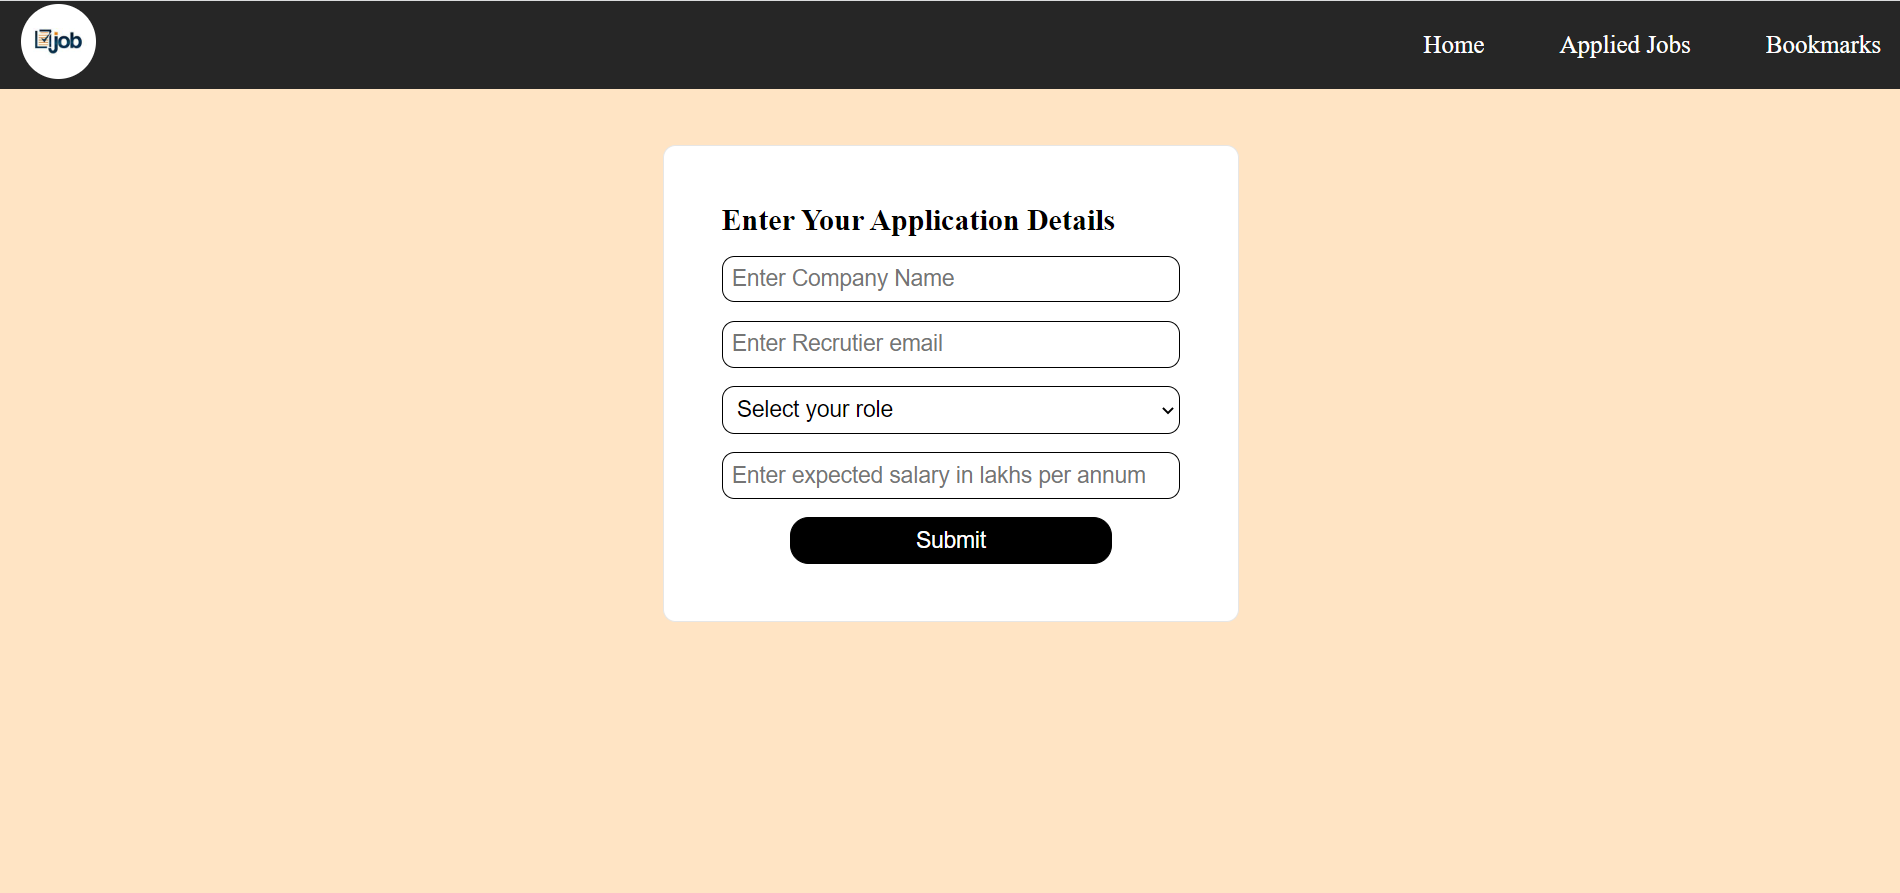 job
Home Applied Jobs Bookmarks
Enter Your Application Details
Enter Company Name
Enter Recrutier email
Select your role
Enter expected salary in lakhs per annum
Submit